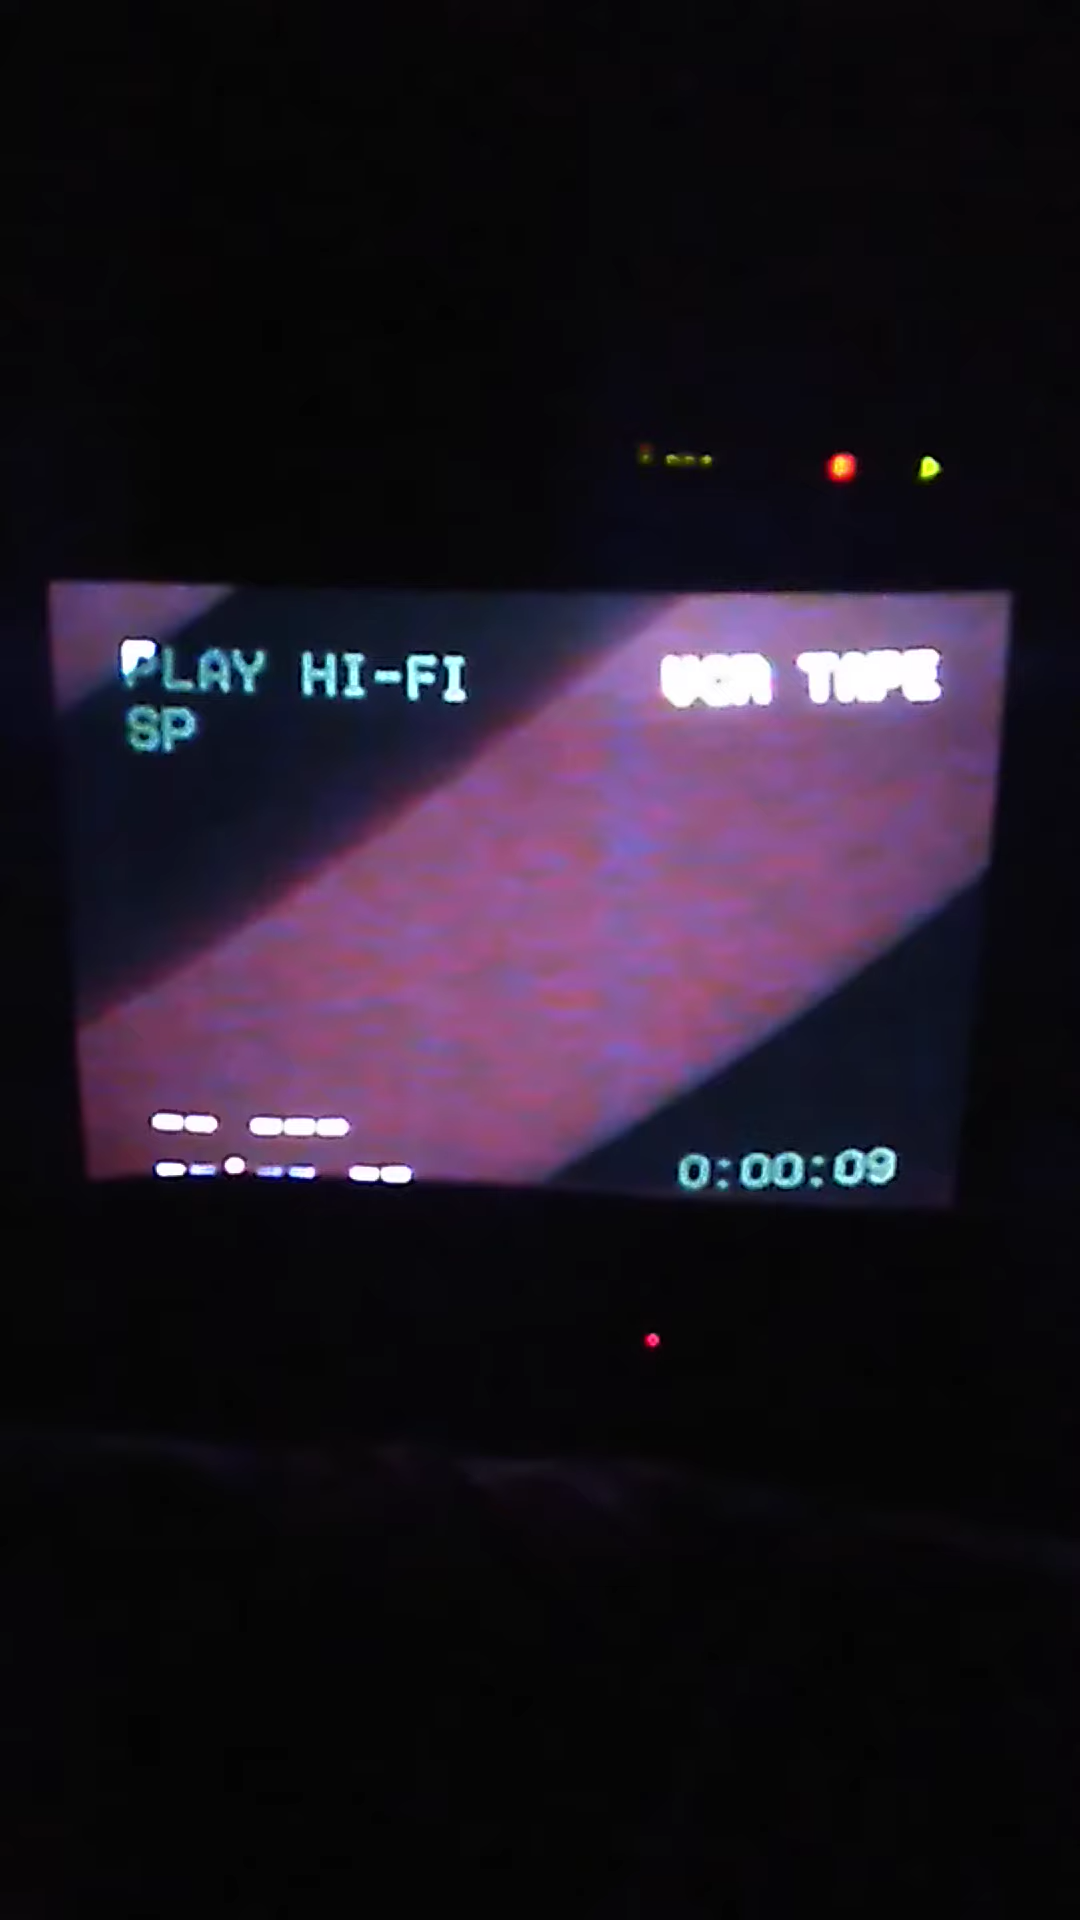 PLAY HI-FI
VCR TAPE
SP
-- ---
--:-- --
0:00:09